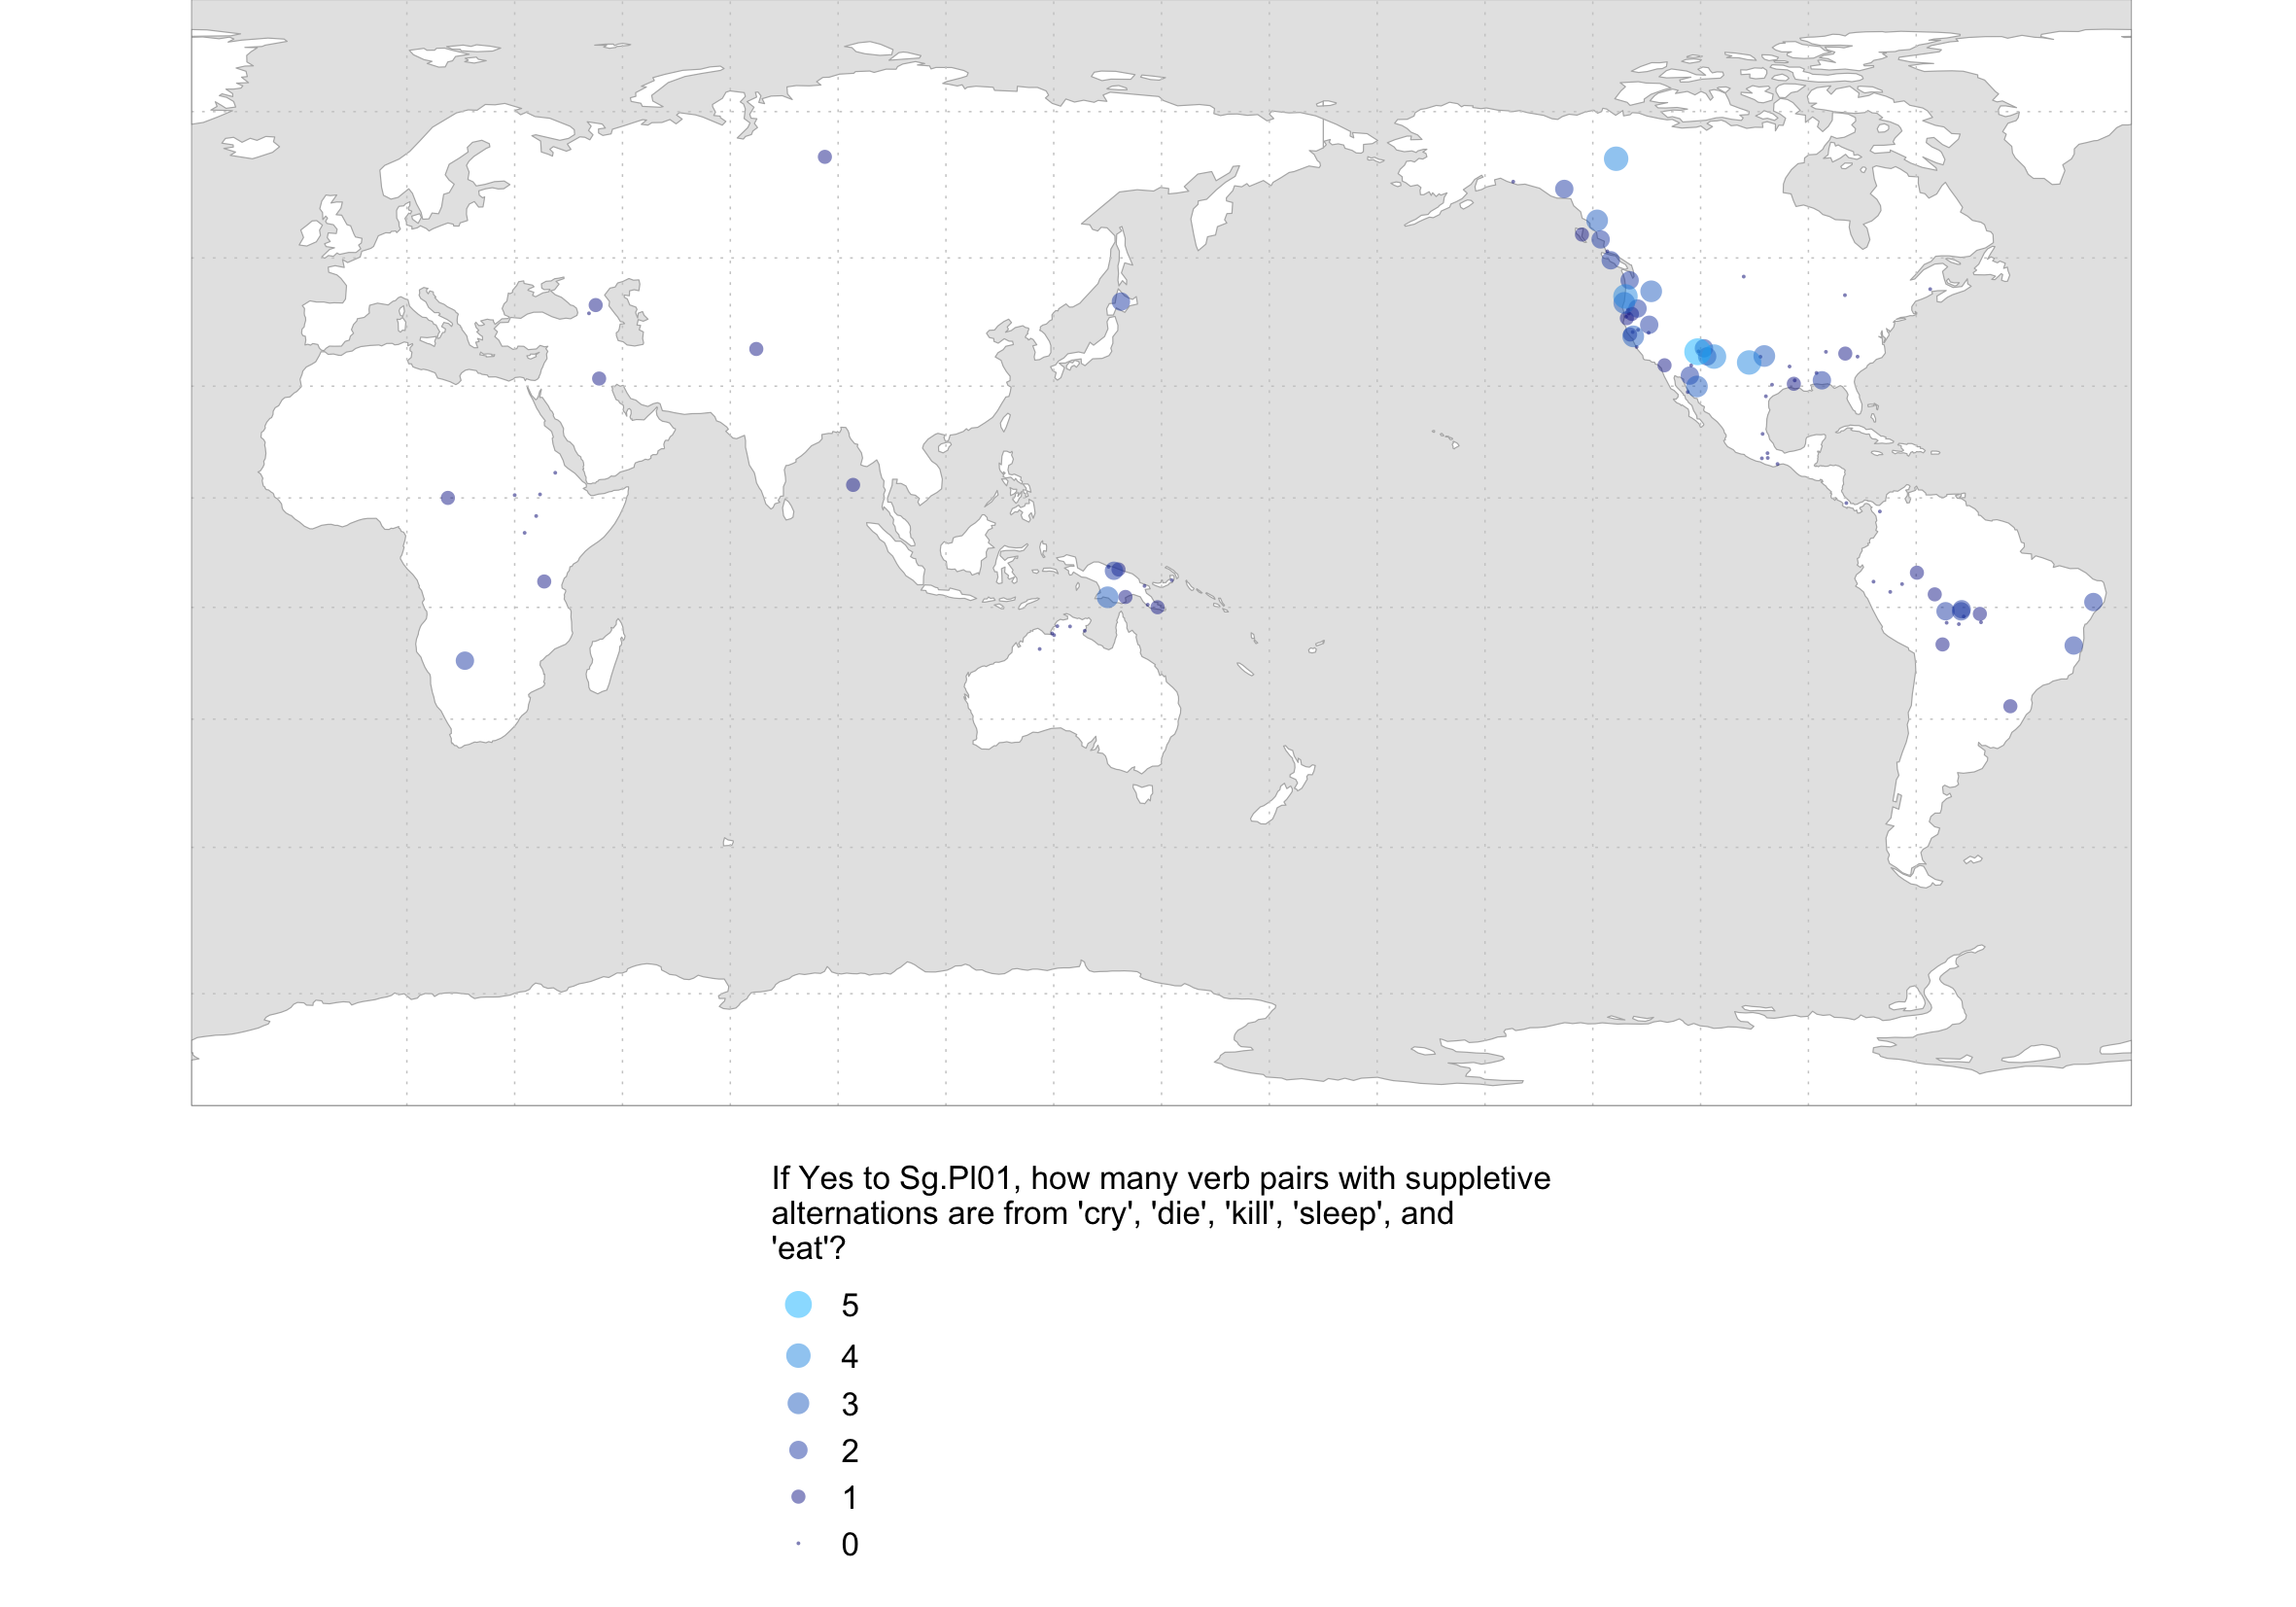 If Yes to Sg.Pl01, how many verb pairs with suppletive
alternations are from 'cry', 'die', 'kill', 'sleep', and
'eat'?
5
4
3
2
1
0